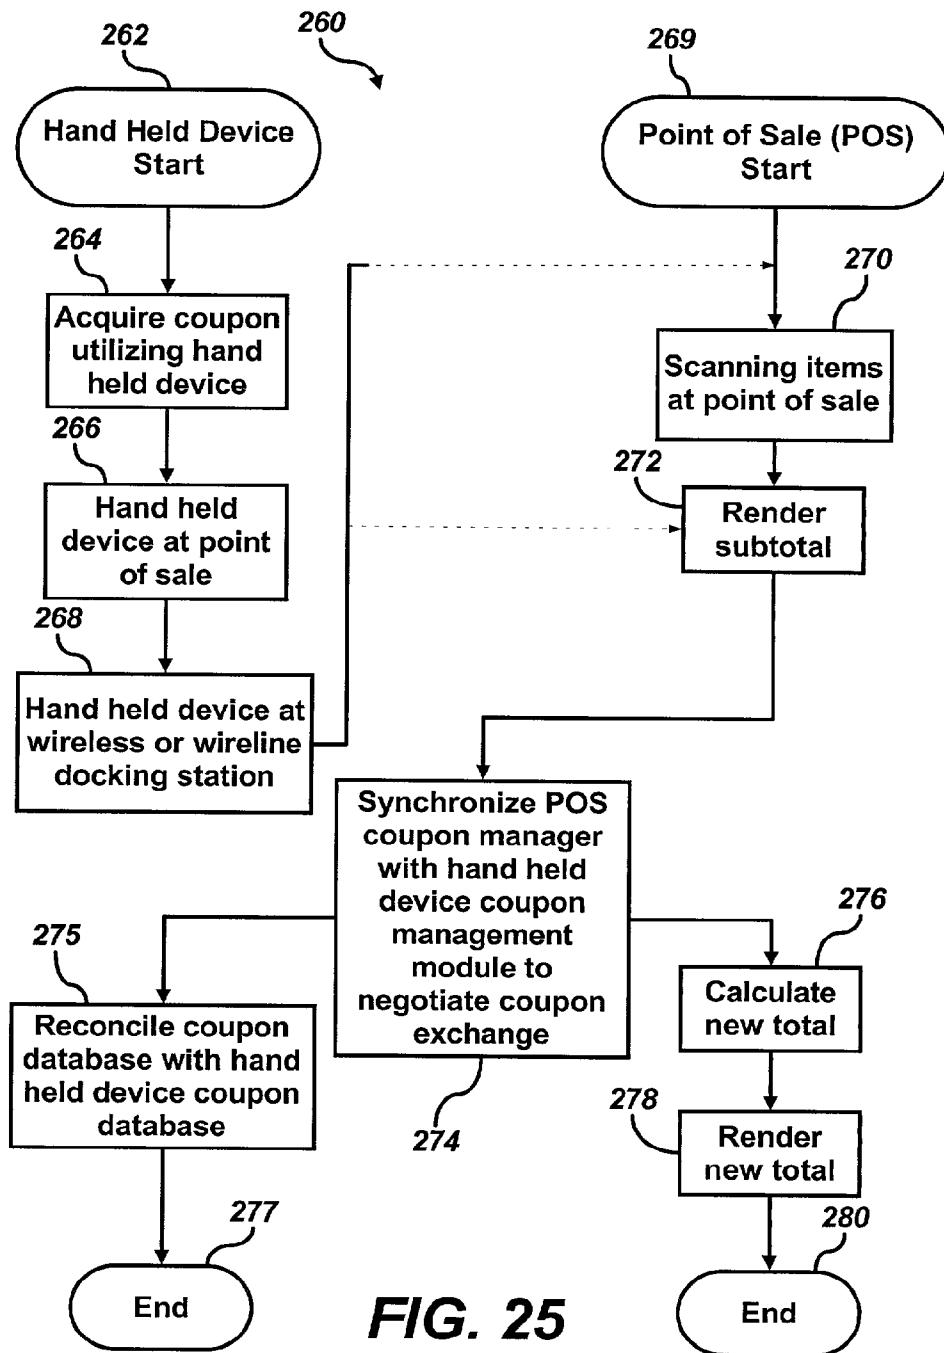 262
260
269
Hand Held Device
Start
Point of Sale (POS)
Start
264
270
Acquire coupon
utilizing hand
held device
Scanning items
at point of sale
266
272
Hand held
device at point
of sale
Render
subtotal
268
Hand held device at
wireless or wireline
docking station
Synchronize POS
coupon manager
with hand held
device coupon
management
module to
negotiate coupon
exchange
274
275
Reconcile coupon
database with hand
held device coupon
database
276
Calculate
new total
278
Render
new total
277
End
280
End
FIG. 25